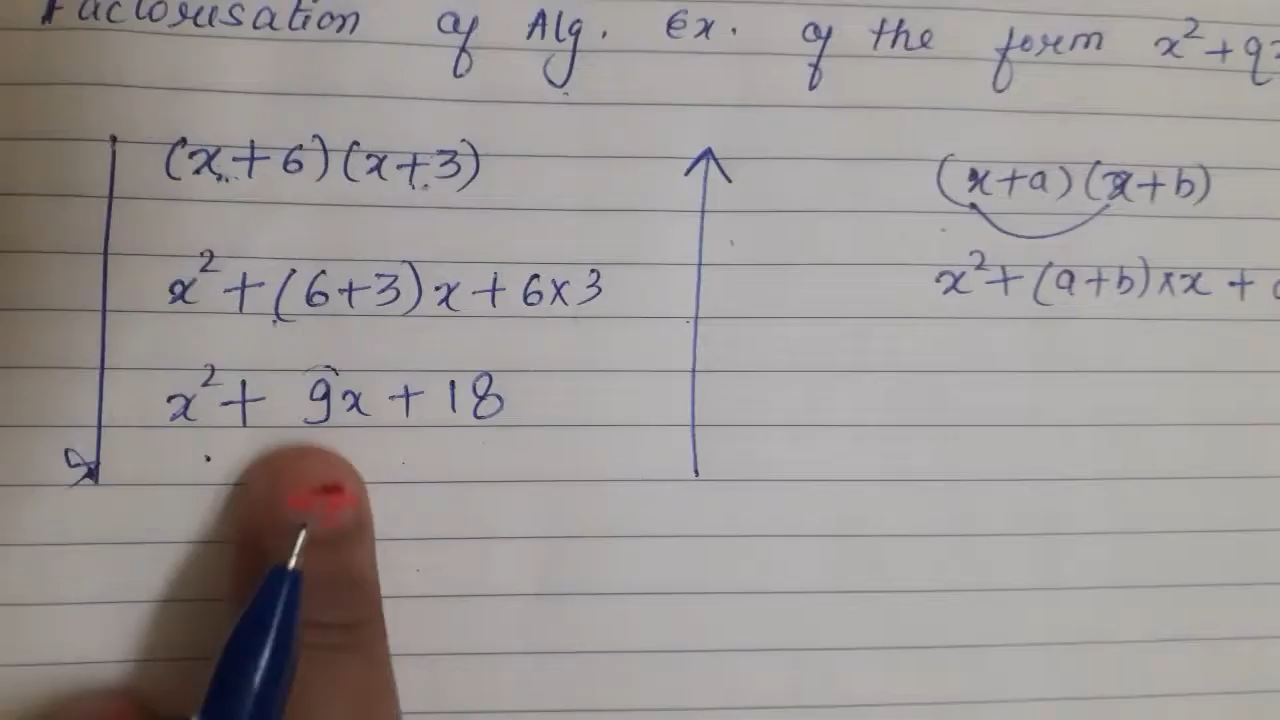 Factorisation of Alg. Ex. of the form x² + q
(x + 6)(x + 3)
x² + (6+3)x + 6×3
x² + 9x + 18
(x+a)(x+b)
x² + (a+b)×x +